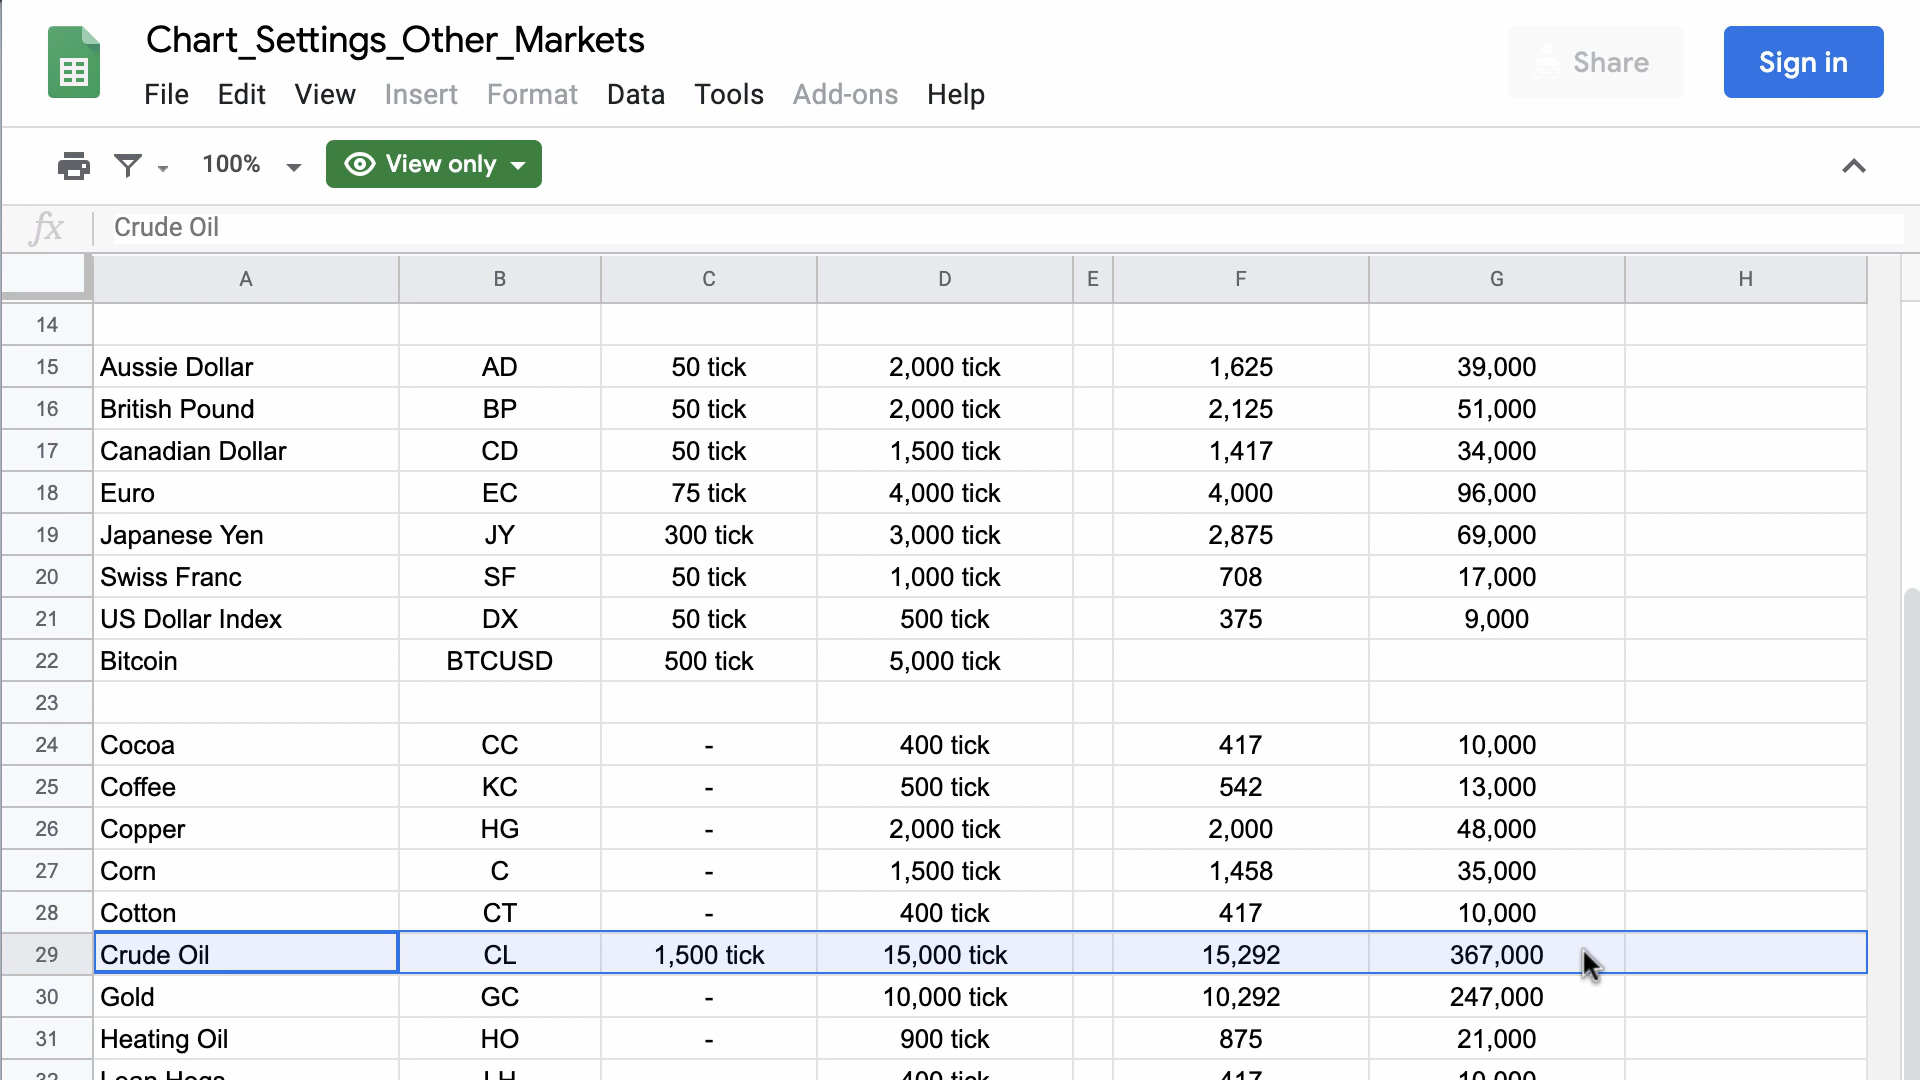 Chart_Settings_Other_Markets
File Edit View Insert Format Data Tools Add-ons Help
Share
Sign in
100% View only
fx Crude Oil
A B C D E F G H
14
15 Aussie Dollar AD 50 tick 2,000 tick 1,625 39,000
16 British Pound BP 50 tick 2,000 tick 2,125 51,000
17 Canadian Dollar CD 50 tick 1,500 tick 1,417 34,000
18 Euro EC 75 tick 4,000 tick 4,000 96,000
19 Japanese Yen JY 300 tick 3,000 tick 2,875 69,000
20 Swiss Franc SF 50 tick 1,000 tick 708 17,000
21 US Dollar Index DX 50 tick 500 tick 375 9,000
22 Bitcoin BTCUSD 500 tick 5,000 tick
23
24 Cocoa CC - 400 tick 417 10,000
25 Coffee KC - 500 tick 542 13,000
26 Copper HG - 2,000 tick 2,000 48,000
27 Corn C - 1,500 tick 1,458 35,000
28 Cotton CT - 400 tick 417 10,000
29 Crude Oil CL 1,500 tick 15,000 tick 15,292 367,000
30 Gold GC - 10,000 tick 10,292 247,000
31 Heating Oil HO - 900 tick 875 21,000
32 Lean Hogs LH 400 tick 417 10,000